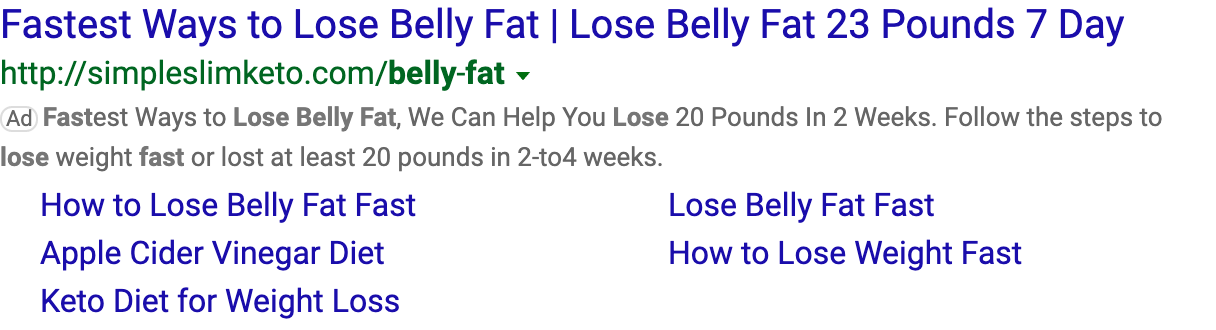 Fastest Ways to Lose Belly Fat | Lose Belly Fat 23 Pounds 7 Day
http://simpleslimketo.com/belly-fat
Ad Fastest Ways to Lose Belly Fat, We Can Help You Lose 20 Pounds In 2 Weeks. Follow the steps to
lose weight fast or lost at least 20 pounds in 2-to4 weeks.
How to Lose Belly Fat Fast
Lose Belly Fat Fast
Apple Cider Vinegar Diet
How to Lose Weight Fast
Keto Diet for Weight Loss